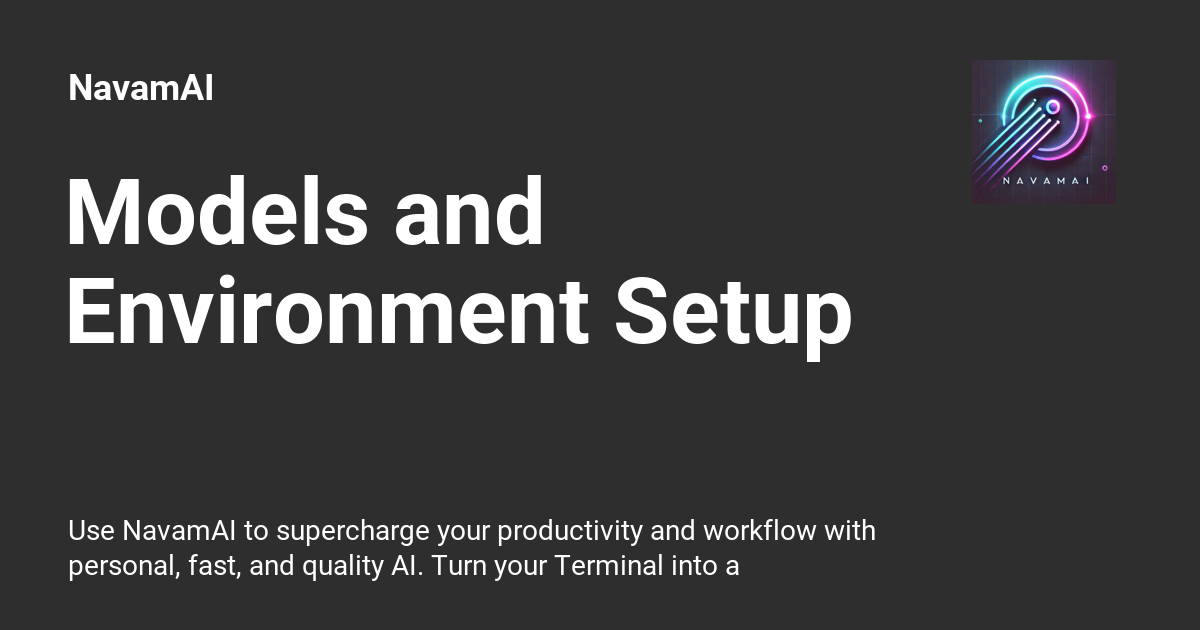 NavamAI
NAVAMAI
Models and
Environment Setup
Use NavamAI to supercharge your productivity and workflow with
personal, fast, and quality AI. Turn your Terminal into a